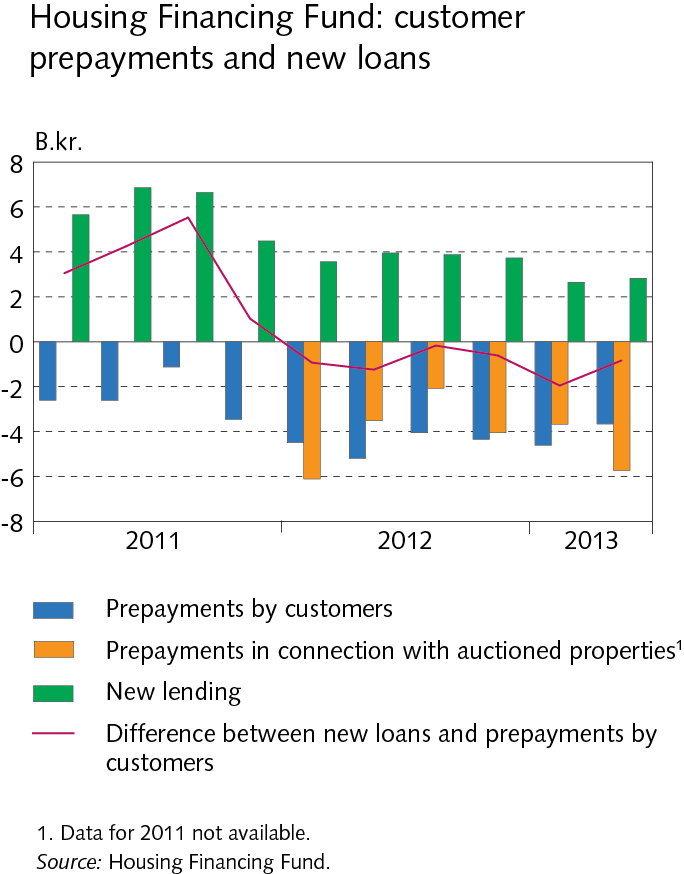 Housing Financing Fund: customer
prepayments and new loans
B.kr.
8
6
4
2
0
-2
-4
-6
-8
2011 2012 2013
Prepayments by customers
Prepayments in connection with auctioned properties¹
New lending
Difference between new loans and prepayments by
customers
1. Data for 2011 not available.
Source: Housing Financing Fund.